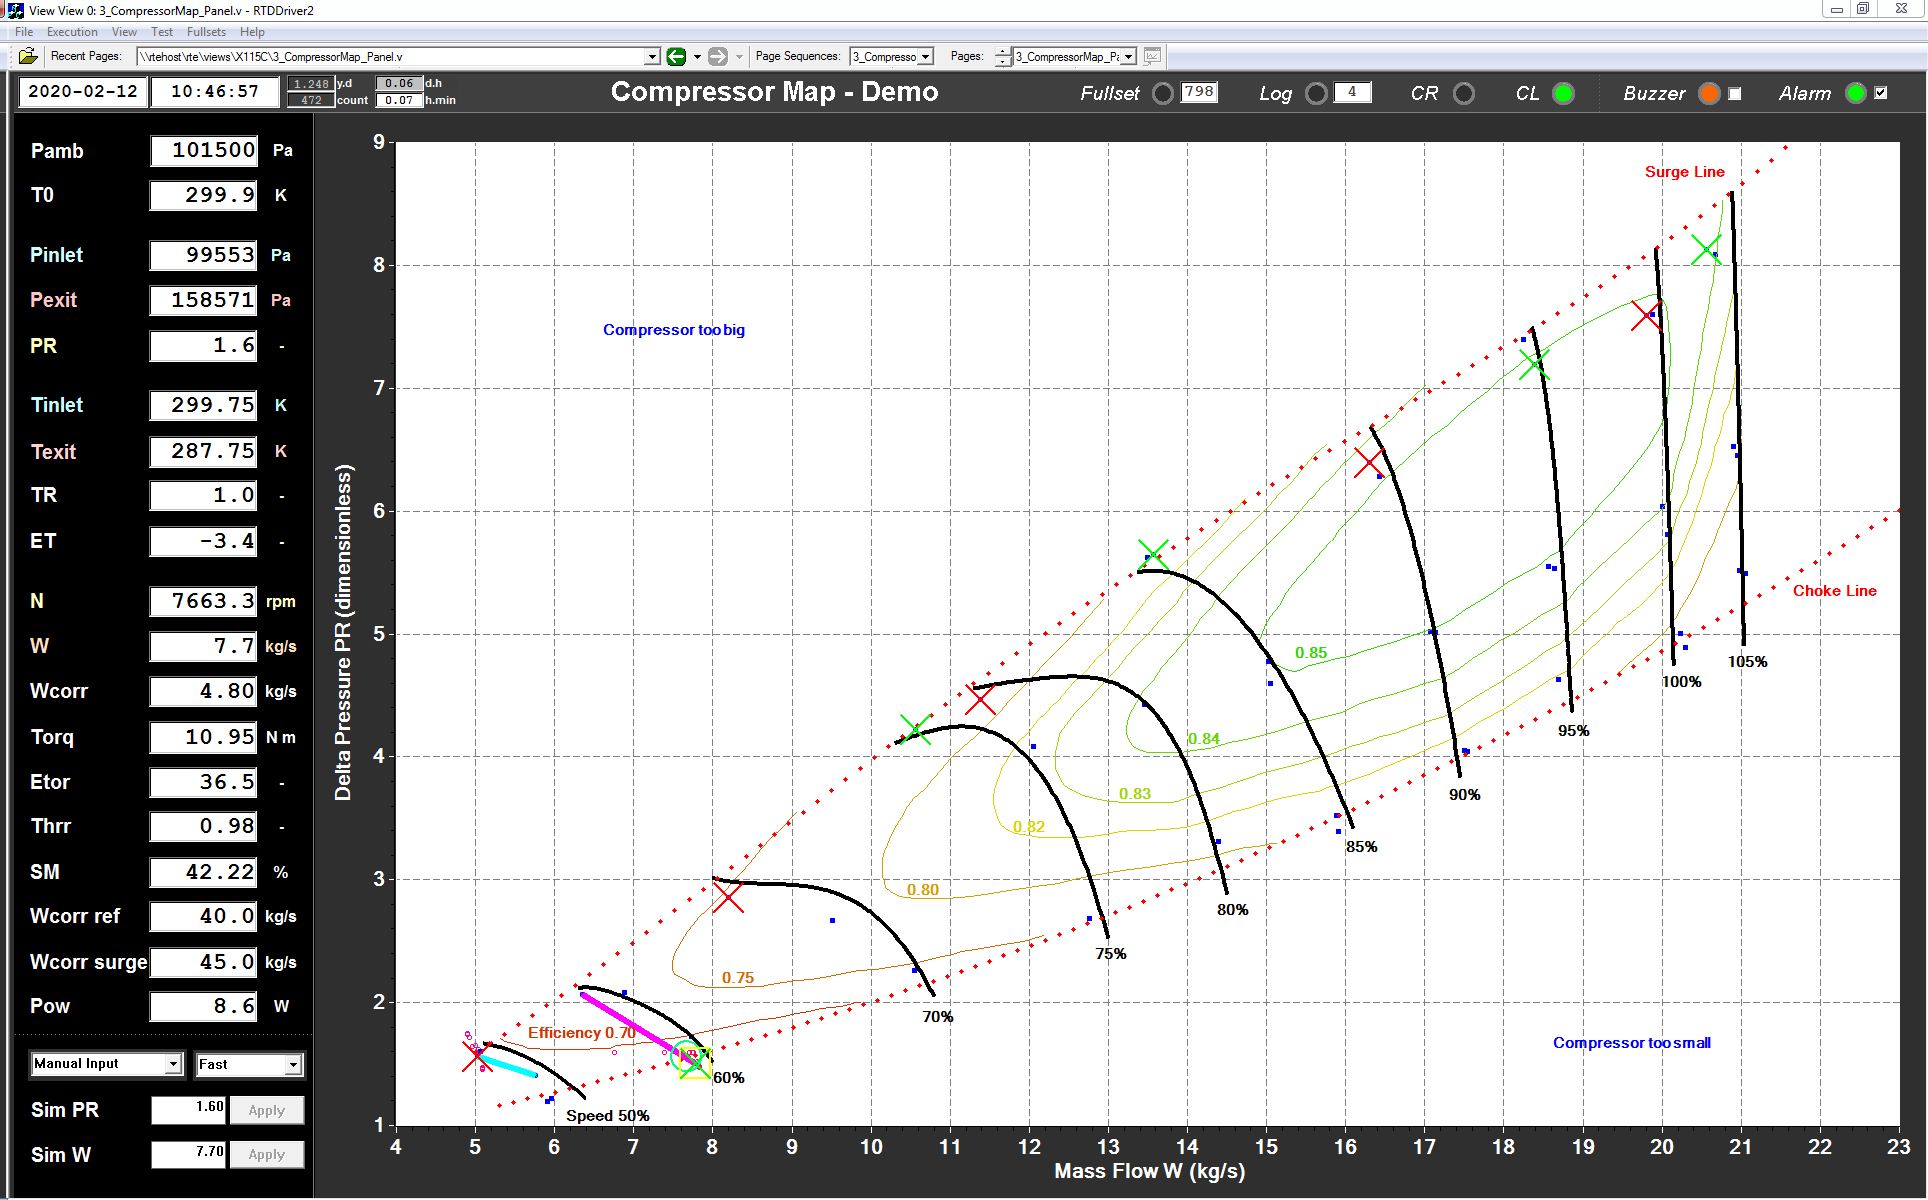 View View 0: 3_CompressorMap_Panel.v - RTDDriver2
File Execution View Test Fullsets Help
Recent Pages: \\rtehost\rte\views\X115C\3_CompressorMap_Panel.v Page Sequences: 3_Compresso Pages: 3_CompressorMap_Pa
2020-02-12 10:46:57 1.248 y.d 0.06 d.h
472 count 0.07 h.min
Compressor Map - Demo
Fullset 798 Log 4 CR CL Buzzer Alarm
Pamb 101500 Pa
T0 299.9 K
Pinlet 99553 Pa
Pexit 158571 Pa
PR 1.6 -
Tinlet 299.75 K
Texit 287.75 K
TR 1.0 -
ET -3.4 -
N 7663.3 rpm
W 7.7 kg/s
Wcorr 4.80 kg/s
Torq 10.95 N m
Etor 36.5 -
Thrr 0.98 -
SM 42.22 %
Wcorr ref 40.0 kg/s
Wcorr surge 45.0 kg/s
Pow 8.6 W
Manual Input Fast
Sim PR 1.60 Apply
Sim W 7.70 Apply
Delta Pressure PR (dimensionless)
9
8
7
6
5
4
3
2
1
Surge Line
Compressor too big
Choke Line
0.85
105%
100%
0.84
95%
0.83
90%
0.82
85%
0.80
80%
75%
0.75
70%
Efficiency 0.70
Compressor too small
60%
Speed 50%
4 5 6 7 8 9 10 11 12 13 14 15 16 17 18 19 20 21 22 23
Mass Flow W (kg/s)